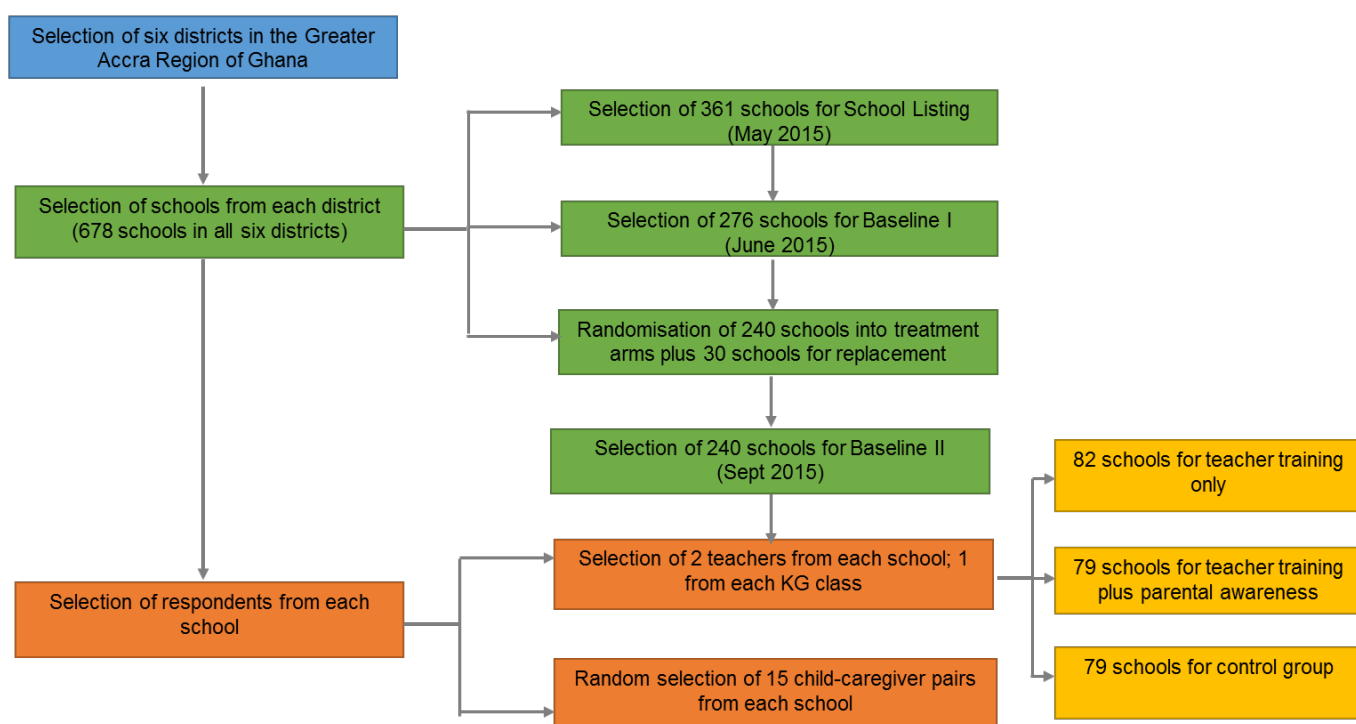 Selection of six districts in the Greater
Accra Region of Ghana
Selection of 361 schools for School Listing
(May 2015)
Selection of schools from each district
(678 schools in all six districts)
Selection of 276 schools for Baseline I
(June 2015)
Randomisation of 240 schools into treatment
arms plus 30 schools for replacement
Selection of 240 schools for Baseline II
(Sept 2015)
82 schools for teacher training
only
Selection of 2 teachers from each school; 1
from each KG class
79 schools for teacher training
plus parental awareness
Selection of respondents from each
school
Random selection of 15 child-caregiver pairs
from each school
79 schools for control group